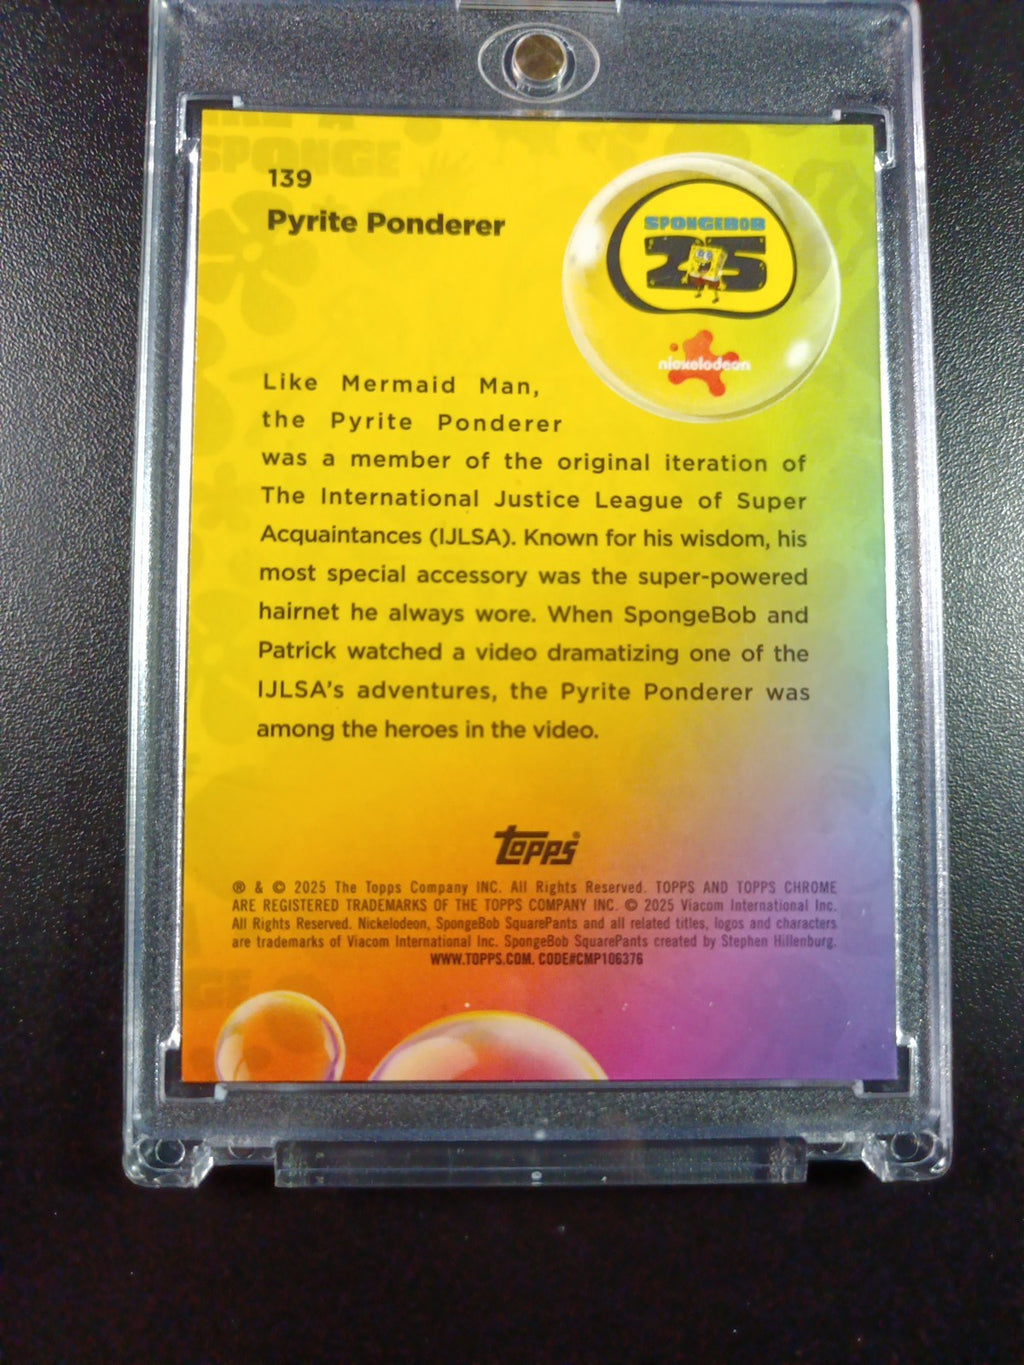 SPONGE
139
Pyrite Ponderer
SPONGEBOB
25
nickelodeon
Like Mermaid Man,
the Pyrite Ponderer
was a member of the original iteration of
The International Justice League of Super
Acquaintances (IJLSA). Known for his wisdom, his
most special accessory was the super-powered
hairnet he always wore. When SpongeBob and
Patrick watched a video dramatizing one of the
IJLSA's adventures, the Pyrite Ponderer was
among the heroes in the video.
Topps®
® & © 2025 The Topps Company INC. All Rights Reserved. TOPPS AND TOPPS CHROME
ARE REGISTERED TRADEMARKS OF THE TOPPS COMPANY INC. © 2025 Viacom International Inc.
All Rights Reserved. Nickelodeon, SpongeBob SquarePants and all related titles, logos and characters
are trademarks of Viacom International Inc. SpongeBob SquarePants created by Stephen Hillenburg.
WWW.TOPPS.COM. CODE#CMP106376